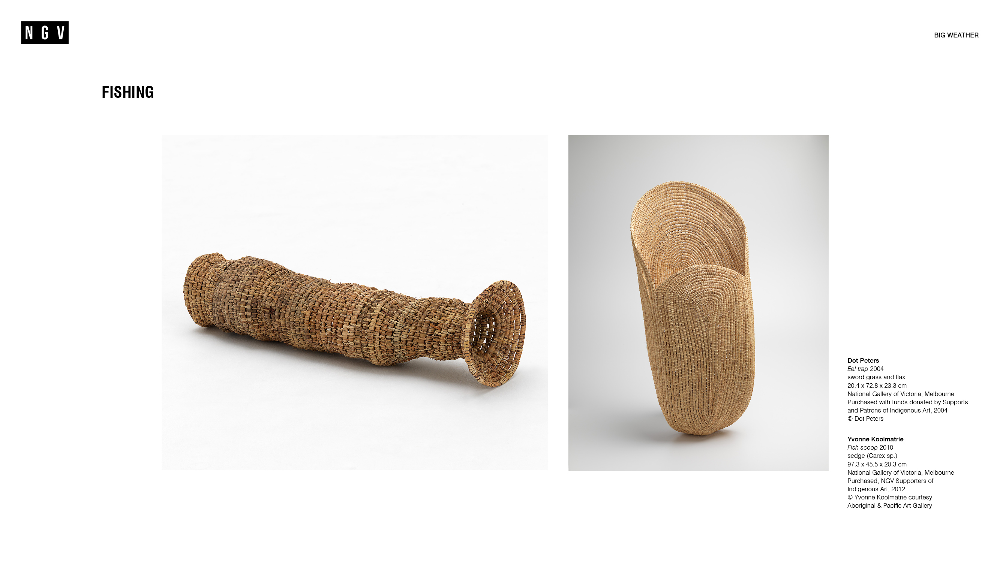 NGV
BIG WEATHER
FISHING
Dot Peters
Eel trap 2004
sword grass and flax
20.4 x 72.8 x 23.3 cm
National Gallery of Victoria, Melbourne
Purchased with funds donated by Supports
and Patrons of Indigenous Art, 2004
© Dot Peters
Yvonne Koolmatrie
Fish scoop 2010
sedge (Carex sp.)
97.3 x 45.5 x 20.3 cm
National Gallery of Victoria, Melbourne
Purchased, NGV Supporters of
Indigenous Art, 2012
© Yvonne Koolmatrie courtesy
Aboriginal & Pacific Art Gallery